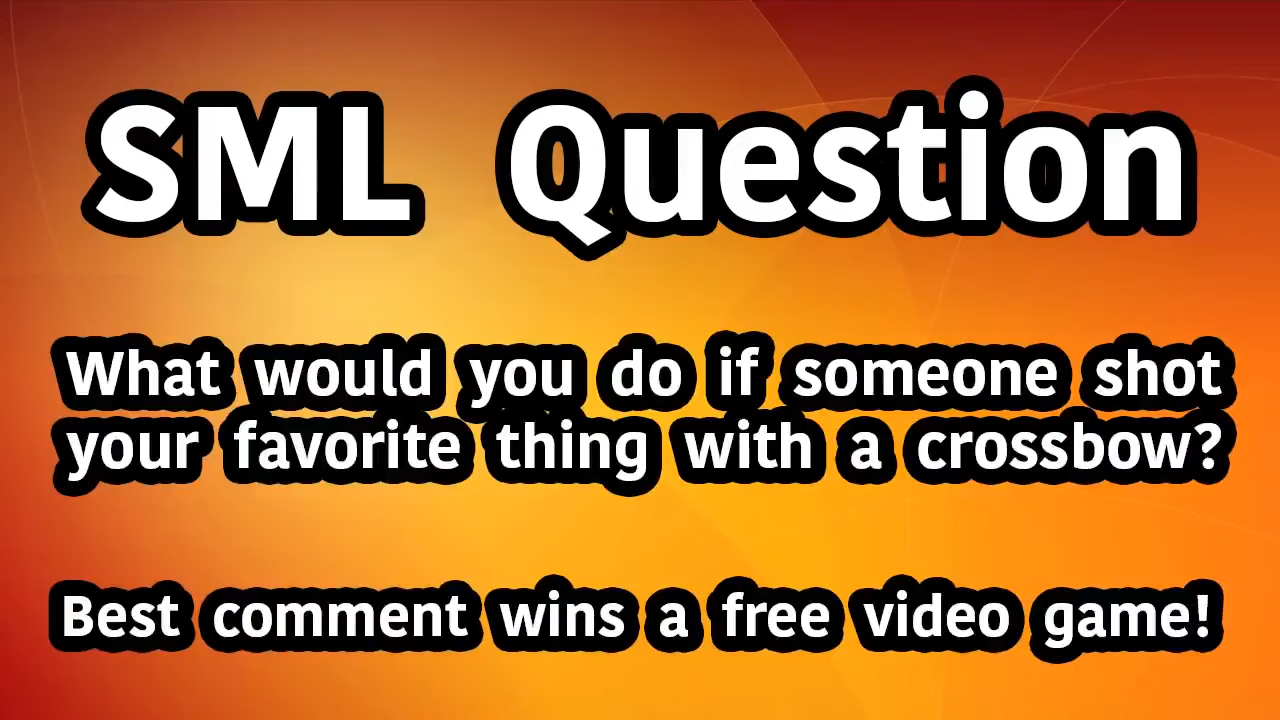 SML Question
What would you do if someone shot
your favorite thing with a crossbow?
Best comment wins a free video game!